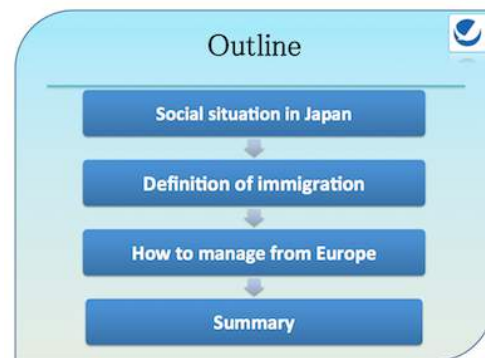 Outline
Social situation in Japan
Definition of immigration
How to manage from Europe
Summary